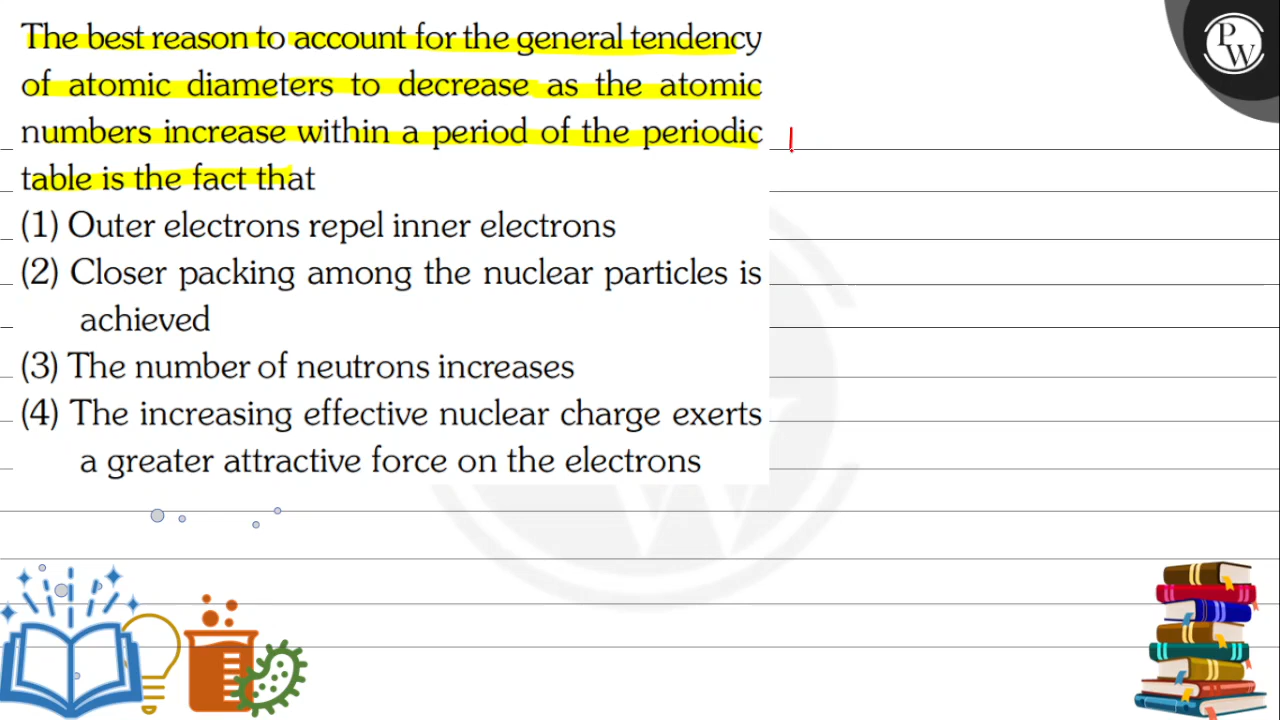 The best reason to account for the general tendency
of atomic diameters to decrease as the atomic
numbers increase within a period of the periodic
table is the fact that
(1) Outer electrons repel inner electrons
(2) Closer packing among the nuclear particles is
achieved
(3) The number of neutrons increases
(4) The increasing effective nuclear charge exerts
a greater attractive force on the electrons
P
W